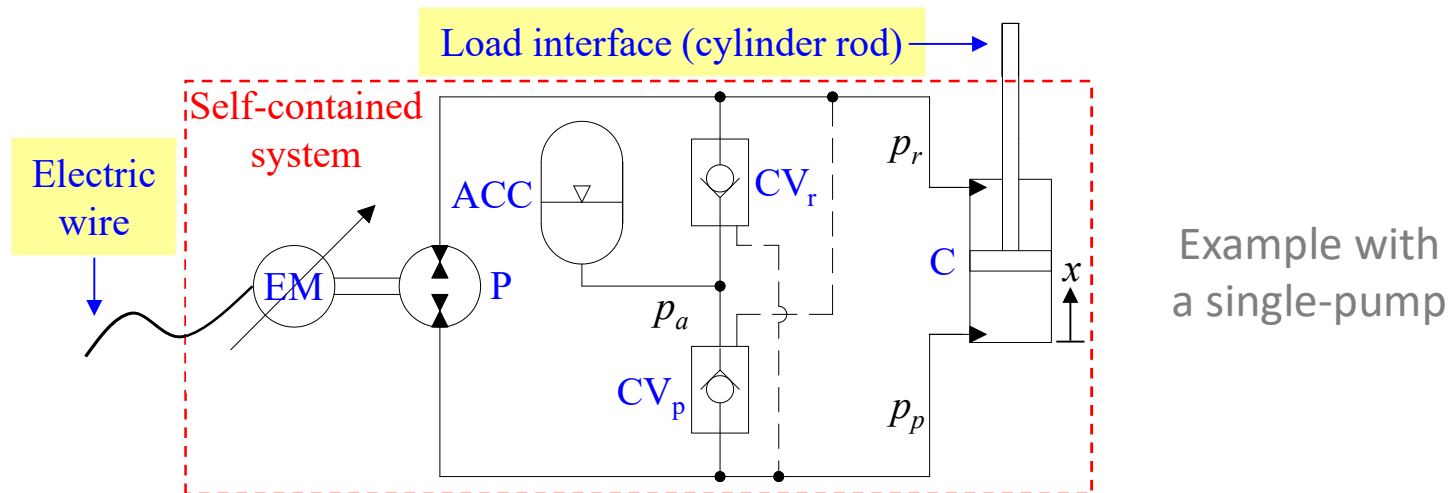 Load interface (cylinder rod)
Self-contained
system
Electric
wire
EM
P
ACC
CVᵣ
CVₚ
pₐ
pᵣ
pₚ
C
x
Example with
a single-pump